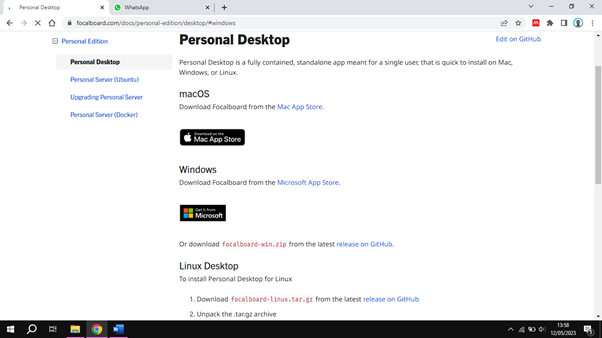 Personal Desktop
WhatsApp
focalboard.com/docs/personal-edition/desktop/#windows
Personal Edition
Personal Desktop
Personal Server (Ubuntu)
Upgrading Personal Server
Personal Server (Docker)
Personal Desktop
Edit on GitHub
Personal Desktop is a fully contained, standalone app meant for a single user, that is quick to install on Mac,
Windows, or Linux.
macOS
Download Focalboard from the Mac App Store.
Download on the
Mac App Store
Windows
Download Focalboard from the Microsoft App Store.
Get it from
Microsoft
Or download focalboard-win.zip from the latest release on GitHub.
Linux Desktop
To install Personal Desktop for Linux
1. Download focalboard-linux.tar.gz from the latest release on GitHub
2. Unpack the .tar.gz archive
13:58
12/05/2023